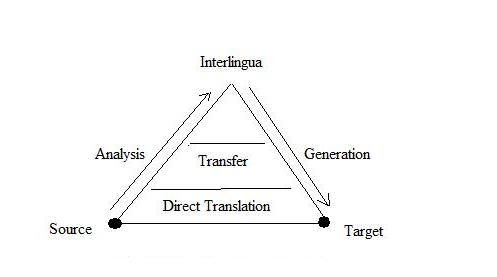 Interlingua
Analysis
Transfer
Generation
Direct Translation
Source
Target